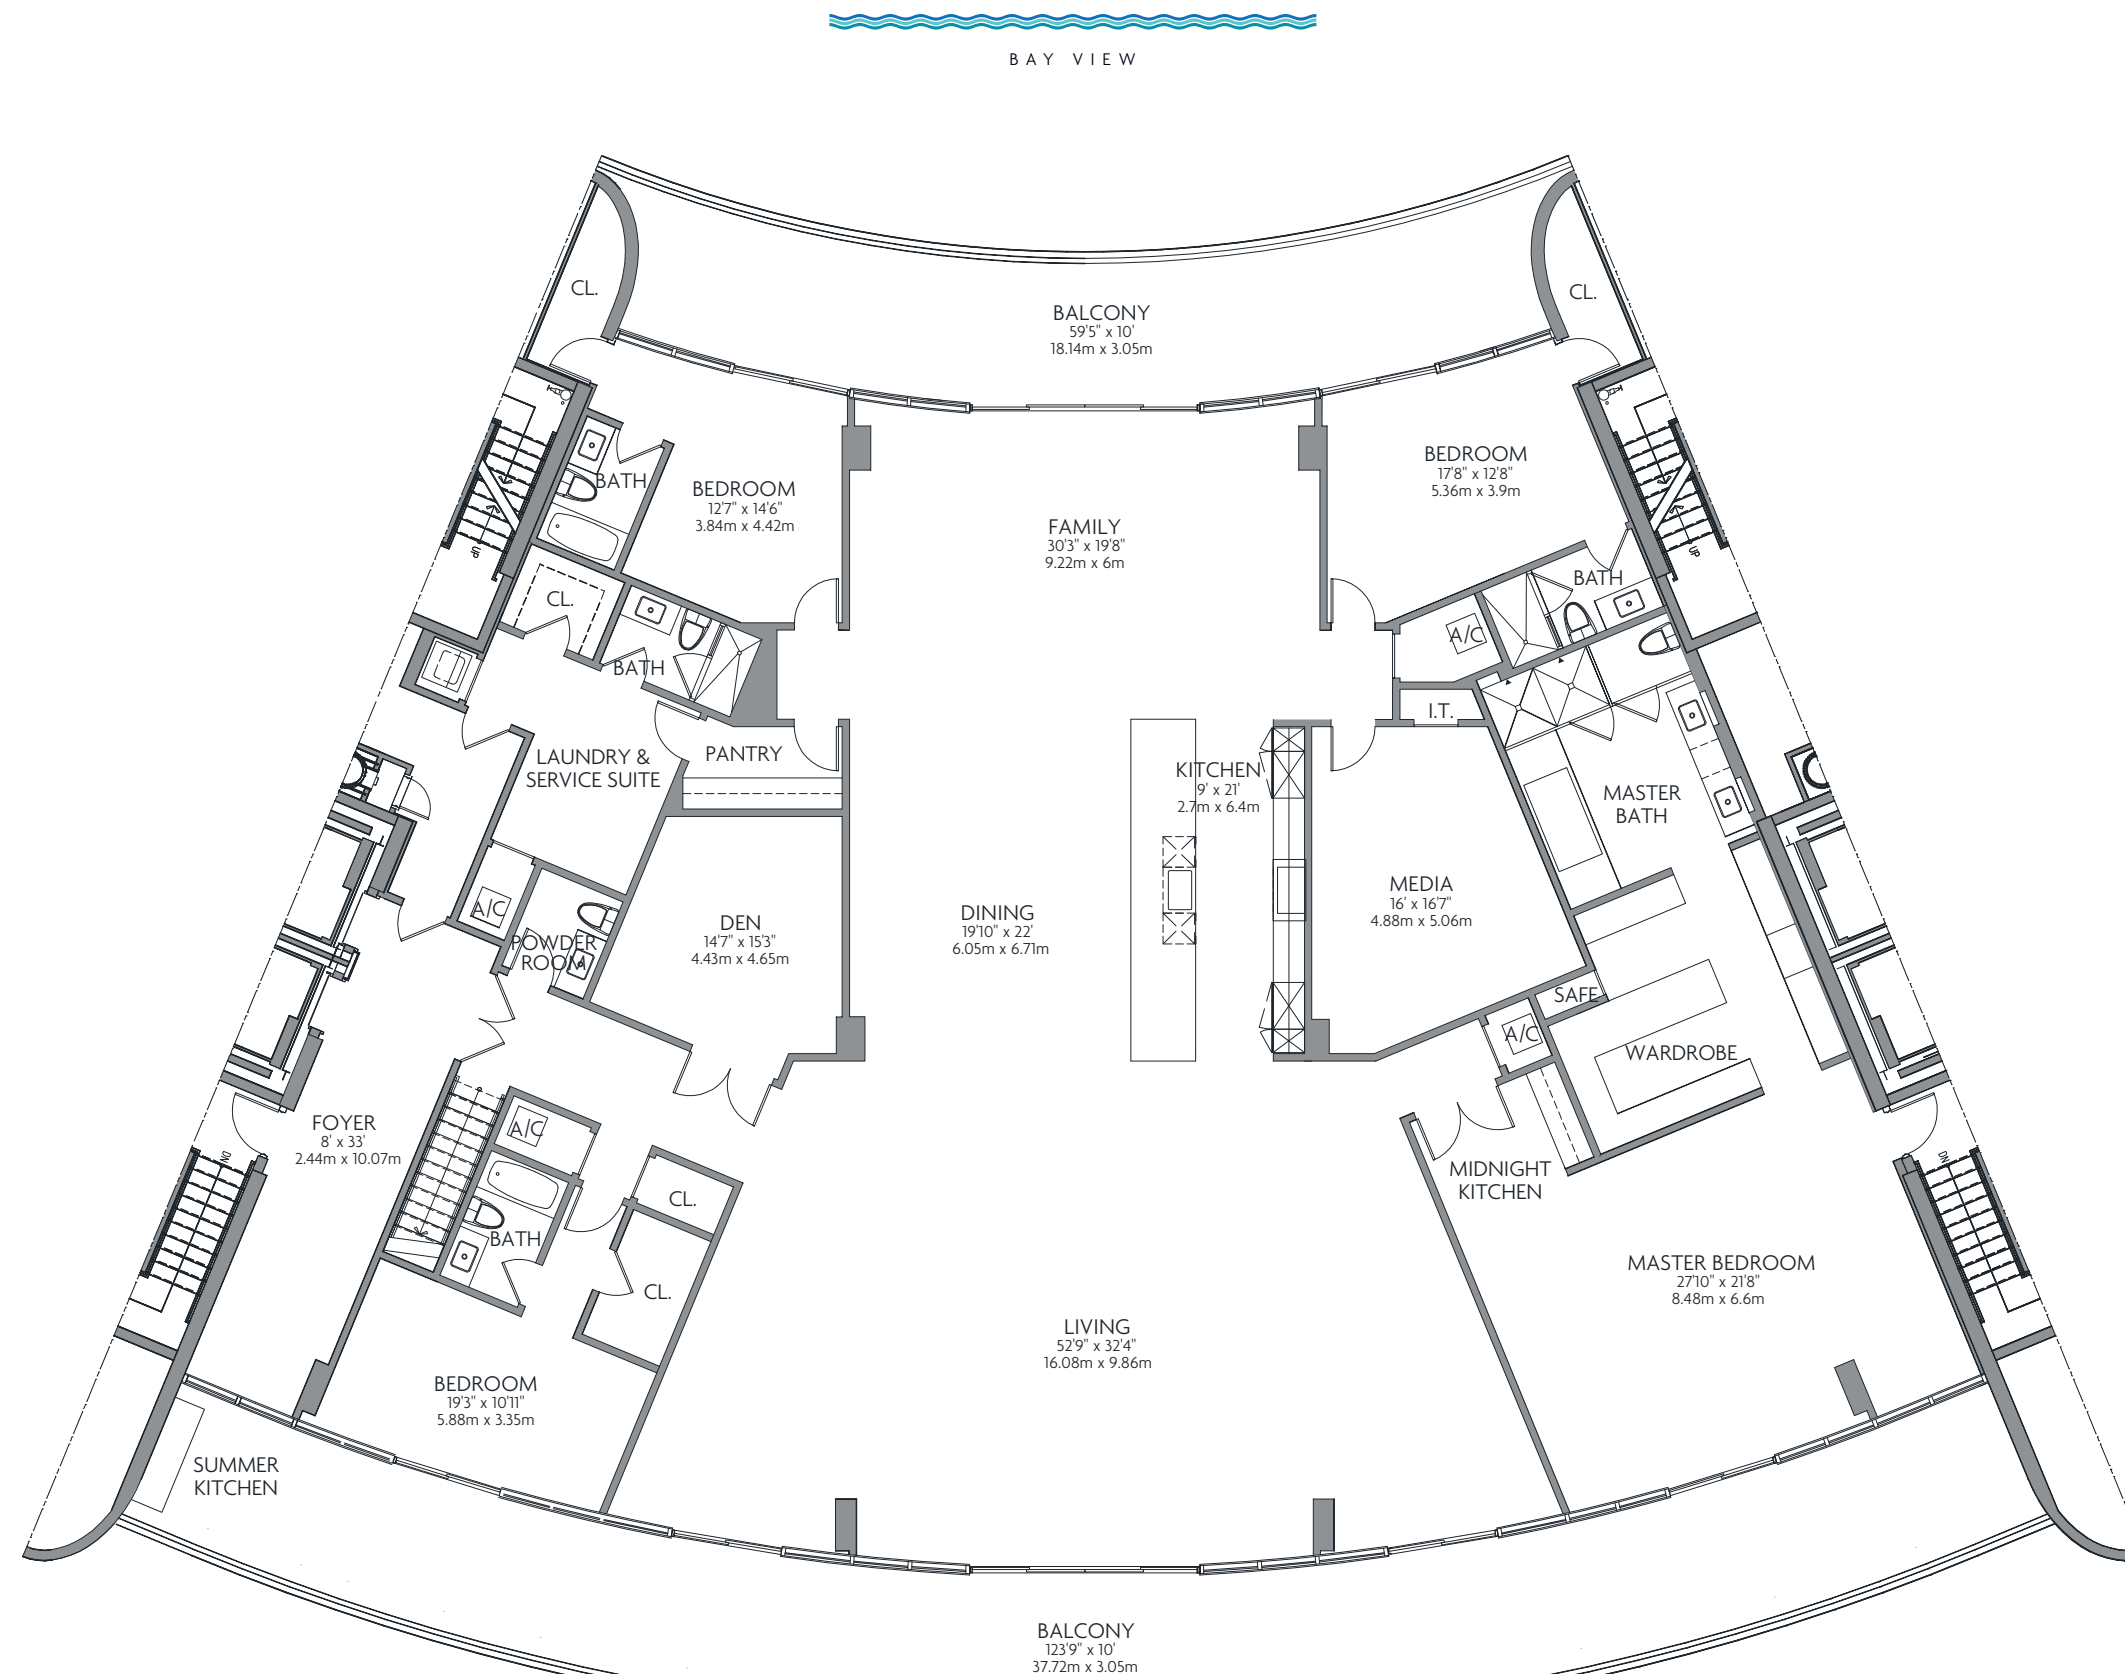 BAY VIEW
CL.
CL.
BALCONY
59'5" x 10'
18.14m x 3.05m
BATH
BEDROOM
12'7" x 14'6"
3.84m x 4.42m
FAMILY
30'3" x 19'8"
9.22m x 6m
BEDROOM
17'8" x 12'8"
5.36m x 3.9m
UP
UP
CL.
BATH
BATH
A/C
I.T.
LAUNDRY &
SERVICE SUITE
PANTRY
KITCHEN
9' x 21'
2.7m x 6.4m
MASTER
BATH
A/C
POWDER
ROOM
DEN
14'7" x 15'3"
4.43m x 4.65m
DINING
19'10" x 22'
6.05m x 6.71m
MEDIA
16' x 16'7"
4.88m x 5.06m
SAFE
A/C
WARDROBE
FOYER
8' x 33'
2.44m x 10.07m
A/C
DN
DN
MIDNIGHT
KITCHEN
CL.
BATH
CL.
MASTER BEDROOM
27'10" x 21'8"
8.48m x 6.6m
LIVING
52'9" x 32'4"
16.08m x 9.86m
BEDROOM
19'3" x 10'11"
5.88m x 3.35m
SUMMER
KITCHEN
BALCONY
123'9" x 10'
37.72m x 3.05m